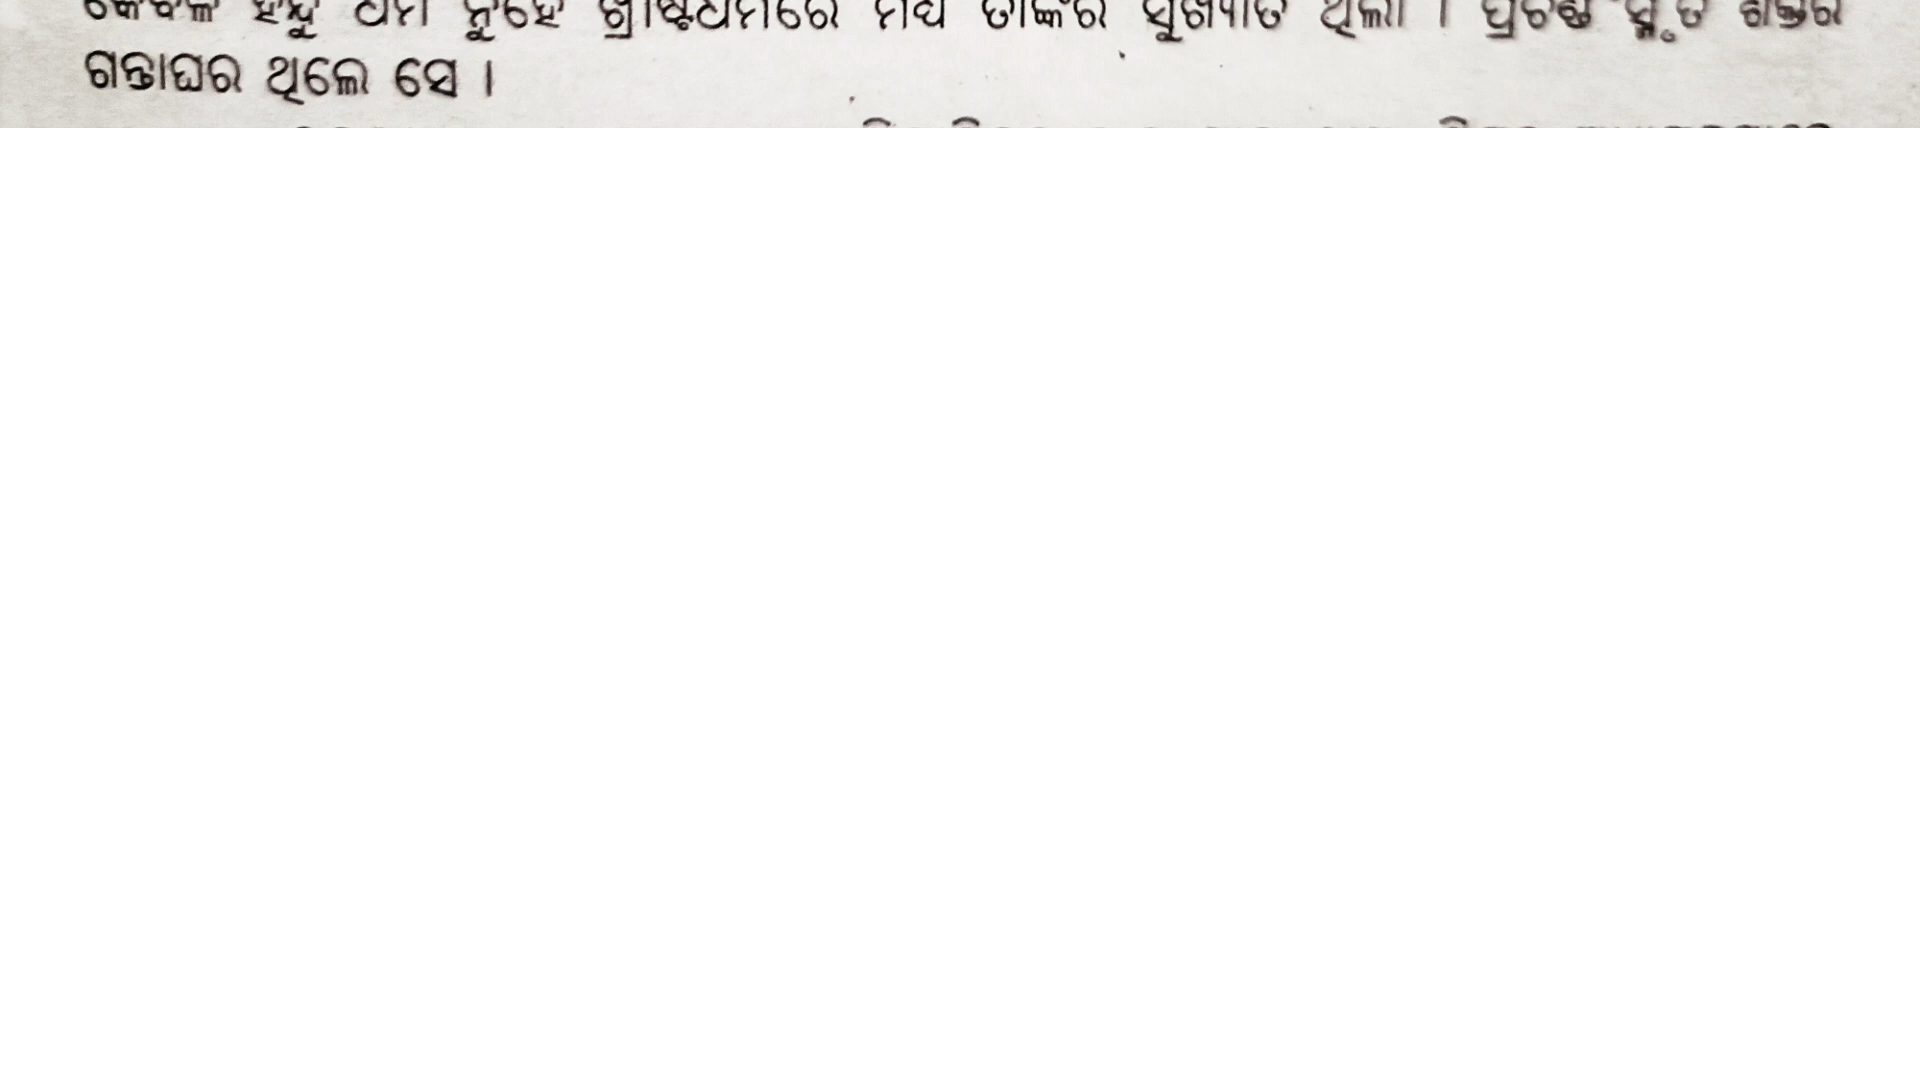 କେବଳ ହିନ୍ଦୁ ଧର୍ମ ନୁହେଁ ଖ୍ରୀଷ୍ଟଧର୍ମରେ ମଧ୍ୟ ତାଙ୍କର ସୁଖ୍ୟାତି ଥିଲା । ପ୍ରଚଣ୍ଡ ସ୍ମୃତି ଶକ୍ତିର
ଗନ୍ତାଘର ଥିଲେ ସେ ।